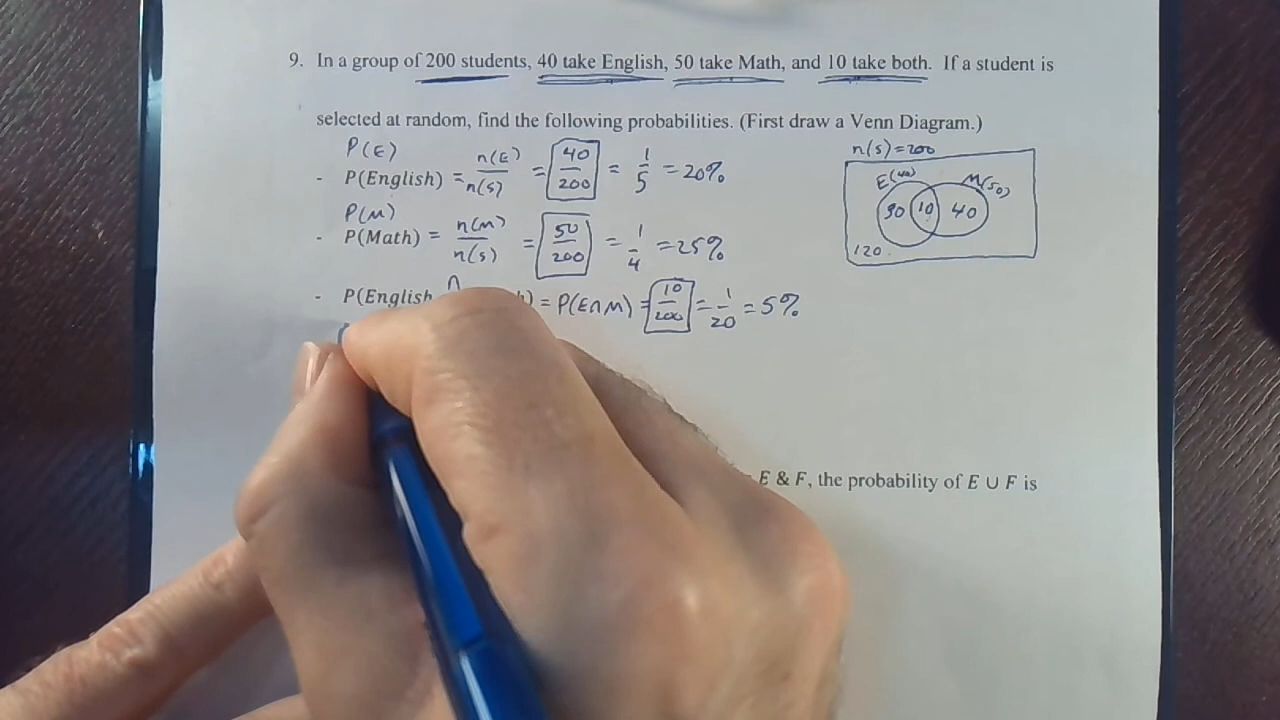 9. In a group of 200 students, 40 take English, 50 take Math, and 10 take both. If a student is
selected at random, find the following probabilities. (First draw a Venn Diagram.)
n(s)=200
P(E)
- P(English) = n(E)/n(s) = 40/200 = 1/5 = 20%
E(40) M(50)
30 10 40
120
P(M)
- P(Math) = n(M)/n(s) = 50/200 = 1/4 = 25%
∩
- P(English h) = P(E∩M) = 10/200 = 1/20 = 5%
E & F, the probability of E ∪ F is